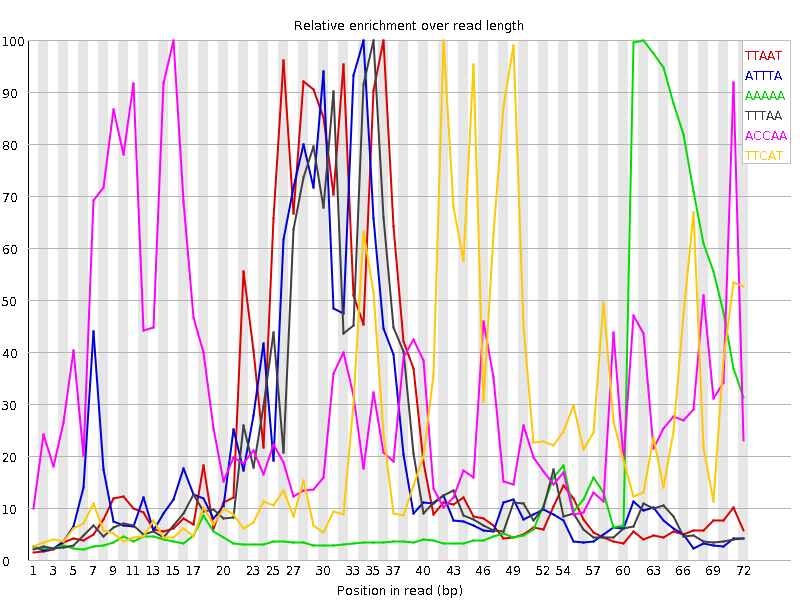 Relative enrichment over read length
100
90
80
70
60
50
40
30
20
10
0
TTAAT
ATTTA
AAAAA
TTTAA
ACCAA
TTCAT
1 3 5 7 9 11 13 15 17 20 23 25 27 30 33 35 37 40 43 46 49 52 54 57 60 63 66 69 72
Position in read (bp)